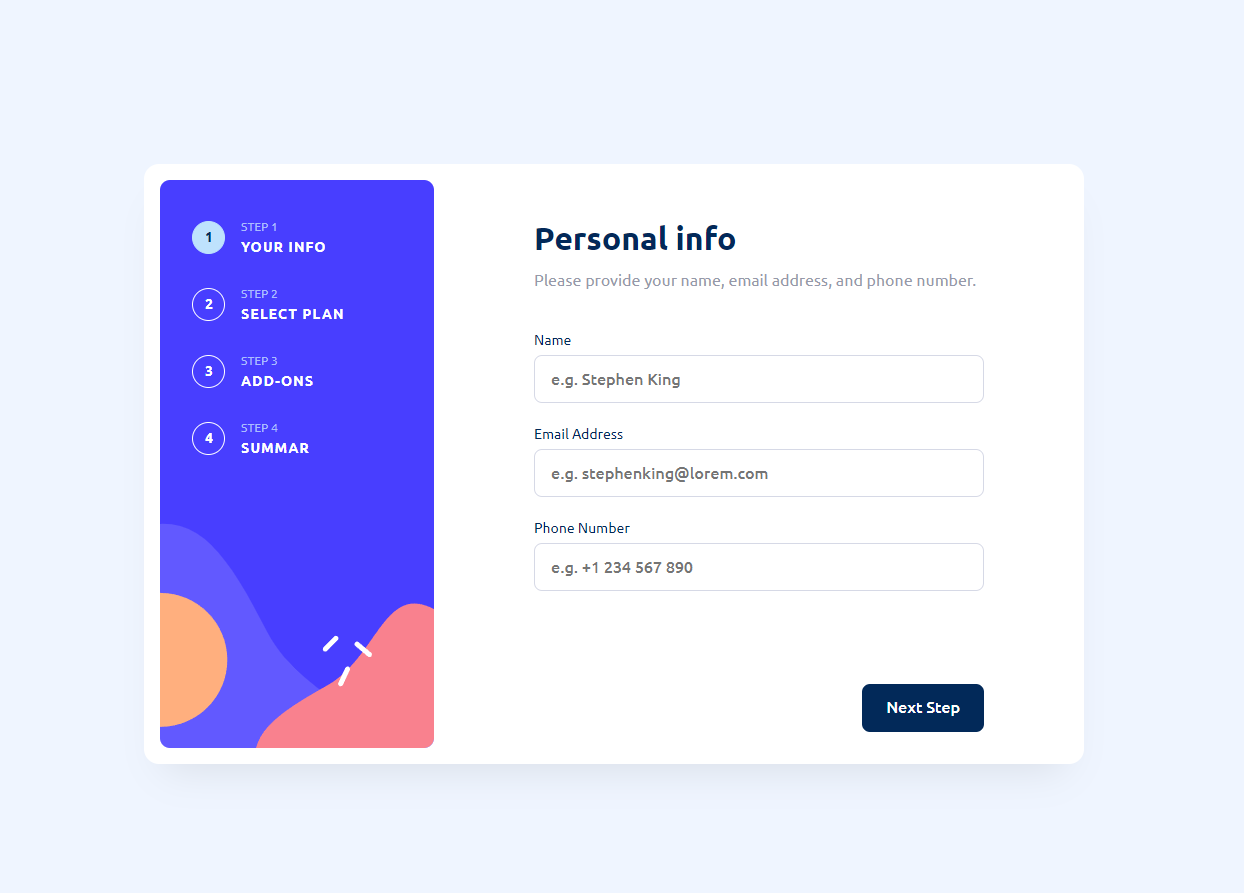 1
STEP 1
YOUR INFO
2
STEP 2
SELECT PLAN
3
STEP 3
ADD-ONS
4
STEP 4
SUMMAR
Personal info
Please provide your name, email address, and phone number.
Name
e.g. Stephen King
Email Address
e.g. stephenking@lorem.com
Phone Number
e.g. +1 234 567 890
Next Step